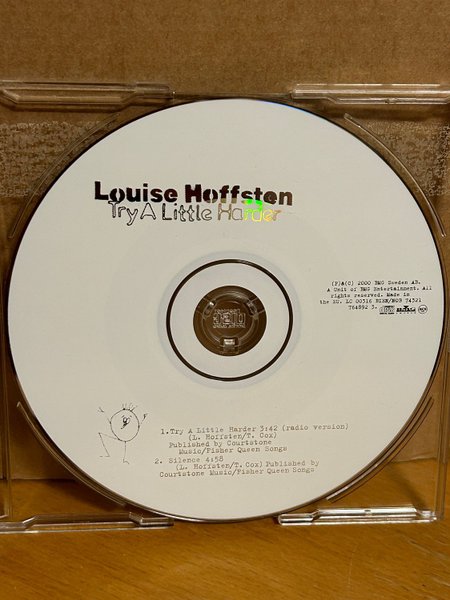 Louise Hoffsten
Try A Little Harder
(P)&(C) 2000 BMG Sweden AB.
A Unit of BMG Entertainment. All
rights reserved. Made in
the EU. LC 00316 BIEM/NCB 74321
764892 3.
1.Try A Little Harder 3:42 (radio version)
(L. Hoffsten/T. Cox)
Published by Courtstone
Music/Fisher Queen Songs
2. Silence 4:58
(L. Hoffsten/T. Cox) Published by
Courtstone Music/Fisher Queen Songs